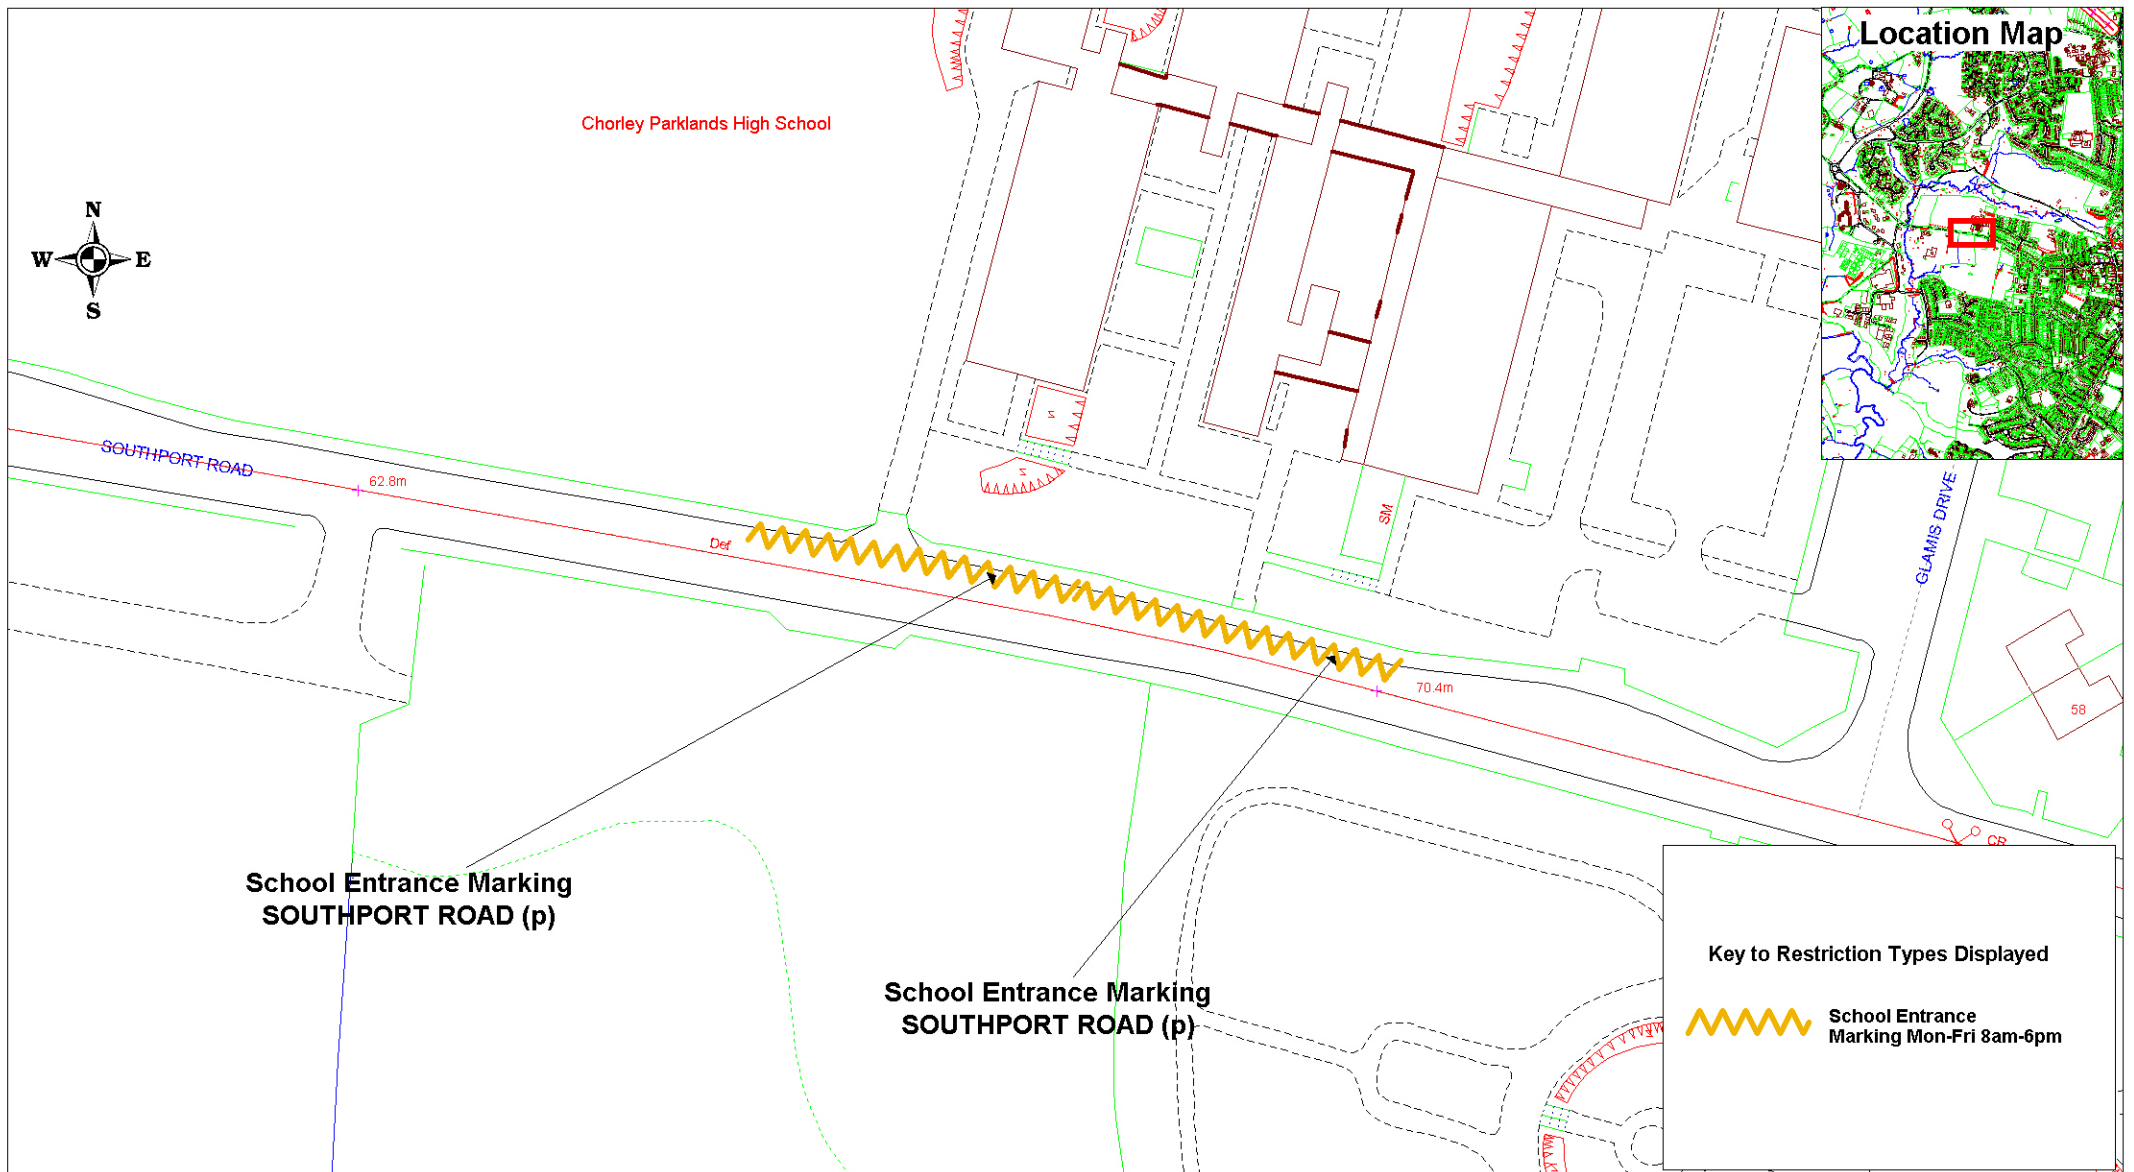 Location Map
Chorley Parklands High School
N
W E
S
SOUTHPORT ROAD
62.8m
Def
SM
GLAMIS DRIVE
70.4m
58
CR
School Entrance Marking
SOUTHPORT ROAD (p)
School Entrance Marking
SOUTHPORT ROAD (p)
Key to Restriction Types Displayed
School Entrance
Marking Mon-Fri 8am-6pm